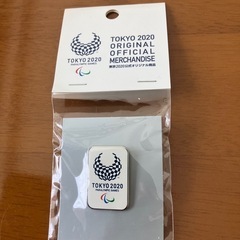 TOKYO 2020
PARALYMPIC GAMES
TOKYO 2020
ORIGINAL
OFFICIAL
MERCHANDISE
東京2020公式オリジナル商品
TOKYO 2020
PARALYMPIC GAMES